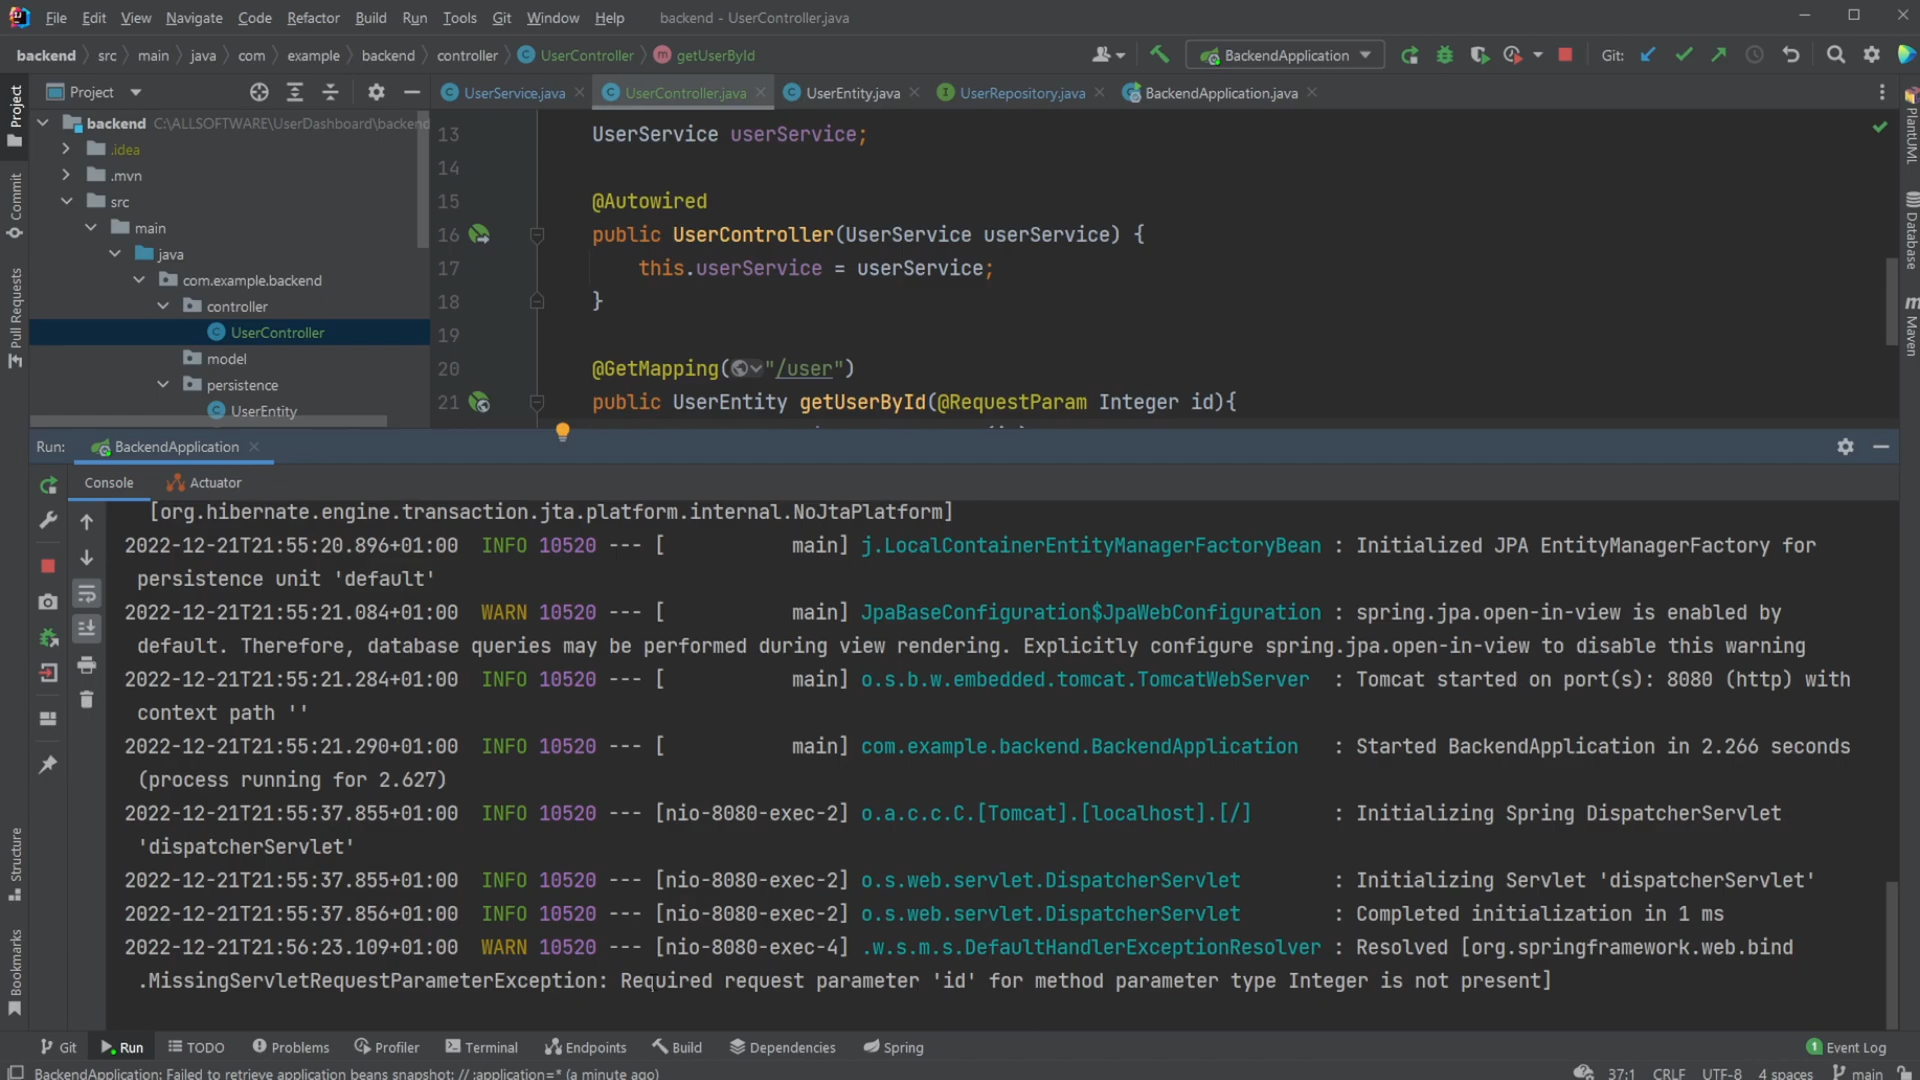 File Edit View Navigate Code Refactor Build Run Tools Git Window Help backend - UserController.java
backend src main java com example backend controller UserController getUserById BackendApplication Git:
Project
UserService.java UserController.java UserEntity.java UserRepository.java BackendApplication.java
backend C:\ALLSOFTWARE\UserDashboard\backend
.idea
.mvn
src
main
java
com.example.backend
controller
UserController
model
persistence
UserEntity
Project
Commit
Pull Requests
Structure
Bookmarks
PlantUML
Database
Maven
13 UserService userService;
14
15 @Autowired
16 public UserController(UserService userService) {
17 this.userService = userService;
18 }
19
20 @GetMapping("/user")
21 public UserEntity getUserById(@RequestParam Integer id){
Run: BackendApplication
Console Actuator
[org.hibernate.engine.transaction.jta.platform.internal.NoJtaPlatform]
2022-12-21T21:55:20.896+01:00 INFO 10520 --- [ main] j.LocalContainerEntityManagerFactoryBean : Initialized JPA EntityManagerFactory for
persistence unit 'default'
2022-12-21T21:55:21.084+01:00 WARN 10520 --- [ main] JpaBaseConfiguration$JpaWebConfiguration : spring.jpa.open-in-view is enabled by
default. Therefore, database queries may be performed during view rendering. Explicitly configure spring.jpa.open-in-view to disable this warning
2022-12-21T21:55:21.284+01:00 INFO 10520 --- [ main] o.s.b.w.embedded.tomcat.TomcatWebServer : Tomcat started on port(s): 8080 (http) with
context path ''
2022-12-21T21:55:21.290+01:00 INFO 10520 --- [ main] com.example.backend.BackendApplication : Started BackendApplication in 2.266 seconds
(process running for 2.627)
2022-12-21T21:55:37.855+01:00 INFO 10520 --- [nio-8080-exec-2] o.a.c.c.C.[Tomcat].[localhost].[/] : Initializing Spring DispatcherServlet
'dispatcherServlet'
2022-12-21T21:55:37.855+01:00 INFO 10520 --- [nio-8080-exec-2] o.s.web.servlet.DispatcherServlet : Initializing Servlet 'dispatcherServlet'
2022-12-21T21:55:37.856+01:00 INFO 10520 --- [nio-8080-exec-2] o.s.web.servlet.DispatcherServlet : Completed initialization in 1 ms
2022-12-21T21:56:23.109+01:00 WARN 10520 --- [nio-8080-exec-4] .w.s.m.s.DefaultHandlerExceptionResolver : Resolved [org.springframework.web.bind
.MissingServletRequestParameterException: Required request parameter 'id' for method parameter type Integer is not present]
Git Run TODO Problems Profiler Terminal Endpoints Build Dependencies Spring 1 Event Log
BackendApplication: Failed to retrieve application beans snapshot: // :application=* (a minute ago) 37:1 CRLF UTF-8 4 spaces main